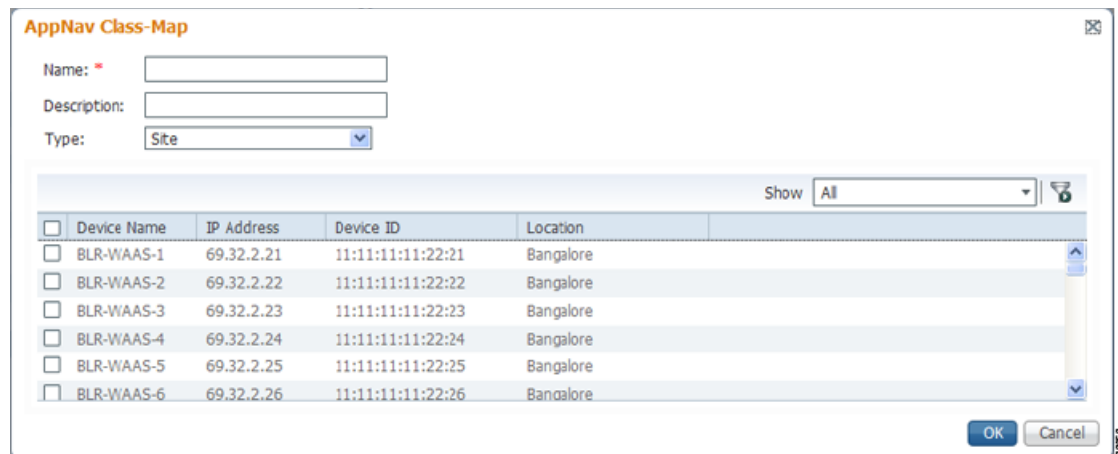 AppNav Class-Map
Name: *
Description:
Type: Site
Show All
Device Name IP Address Device ID Location
BLR-WAAS-1 69.32.2.21 11:11:11:11:22:21 Bangalore
BLR-WAAS-2 69.32.2.22 11:11:11:11:22:22 Bangalore
BLR-WAAS-3 69.32.2.23 11:11:11:11:22:23 Bangalore
BLR-WAAS-4 69.32.2.24 11:11:11:11:22:24 Bangalore
BLR-WAAS-5 69.32.2.25 11:11:11:11:22:25 Bangalore
BLR-WAAS-6 69.32.2.26 11:11:11:11:22:26 Bangalore
OK Cancel